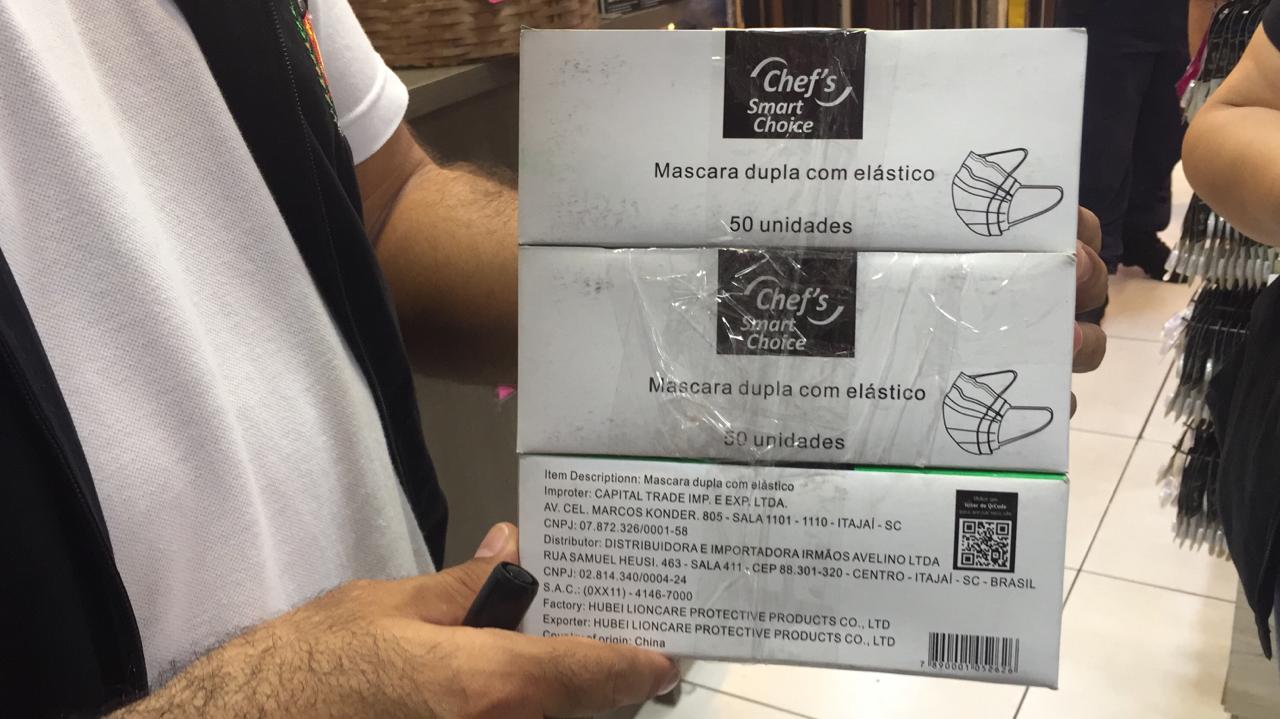 Chef's
Smart
Choice
Mascara dupla com elástico
50 unidades
Chef's
Smart
Choice
Mascara dupla com elástico
50 unidades
Item Descriptionn: Mascara dupla com elástico
Improter: CAPITAL TRADE IMP. E EXP. LTDA.
AV. CEL. MARCOS KONDER. 805 - SALA 1101 - 1110 - ITAJAÍ - SC
CNPJ: 07.872.326/0001-58
Distributor: DISTRIBUIDORA E IMPORTADORA IRMÃOS AVELINO LTDA
RUA SAMUEL HEUSI. 463 - SALA 411 - CEP 88.301-320 - CENTRO - ITAJAÍ - SC - BRASIL
CNPJ: 02.814.340/0004-24
S.A.C.: (0XX11) - 4146-7000
Factory: HUBEI LIONCARE PROTECTIVE PRODUCTS CO., LTD
Exporter: HUBEI LIONCARE PROTECTIVE PRODUCTS CO., LTD
Country of origin: China
7 890001 052626